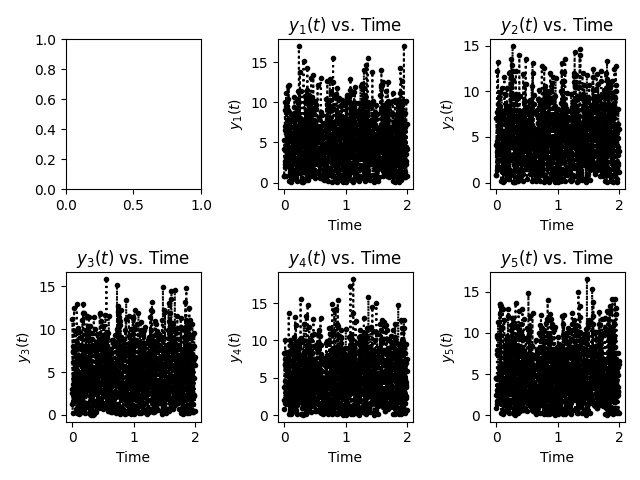 y₁(t) vs. Time
y₂(t) vs. Time
1.0
0.8
0.6
0.4
0.2
0.0
0.0 0.5 1.0
y₁(t)
15
10
5
0
0 1 2
Time
y₂(t)
15
10
5
0
0 1 2
Time
y₃(t) vs. Time
y₄(t) vs. Time
y₅(t) vs. Time
y₃(t)
15
10
5
0
0 1 2
Time
y₄(t)
15
10
5
0
0 1 2
Time
y₅(t)
15
10
5
0
0 1 2
Time